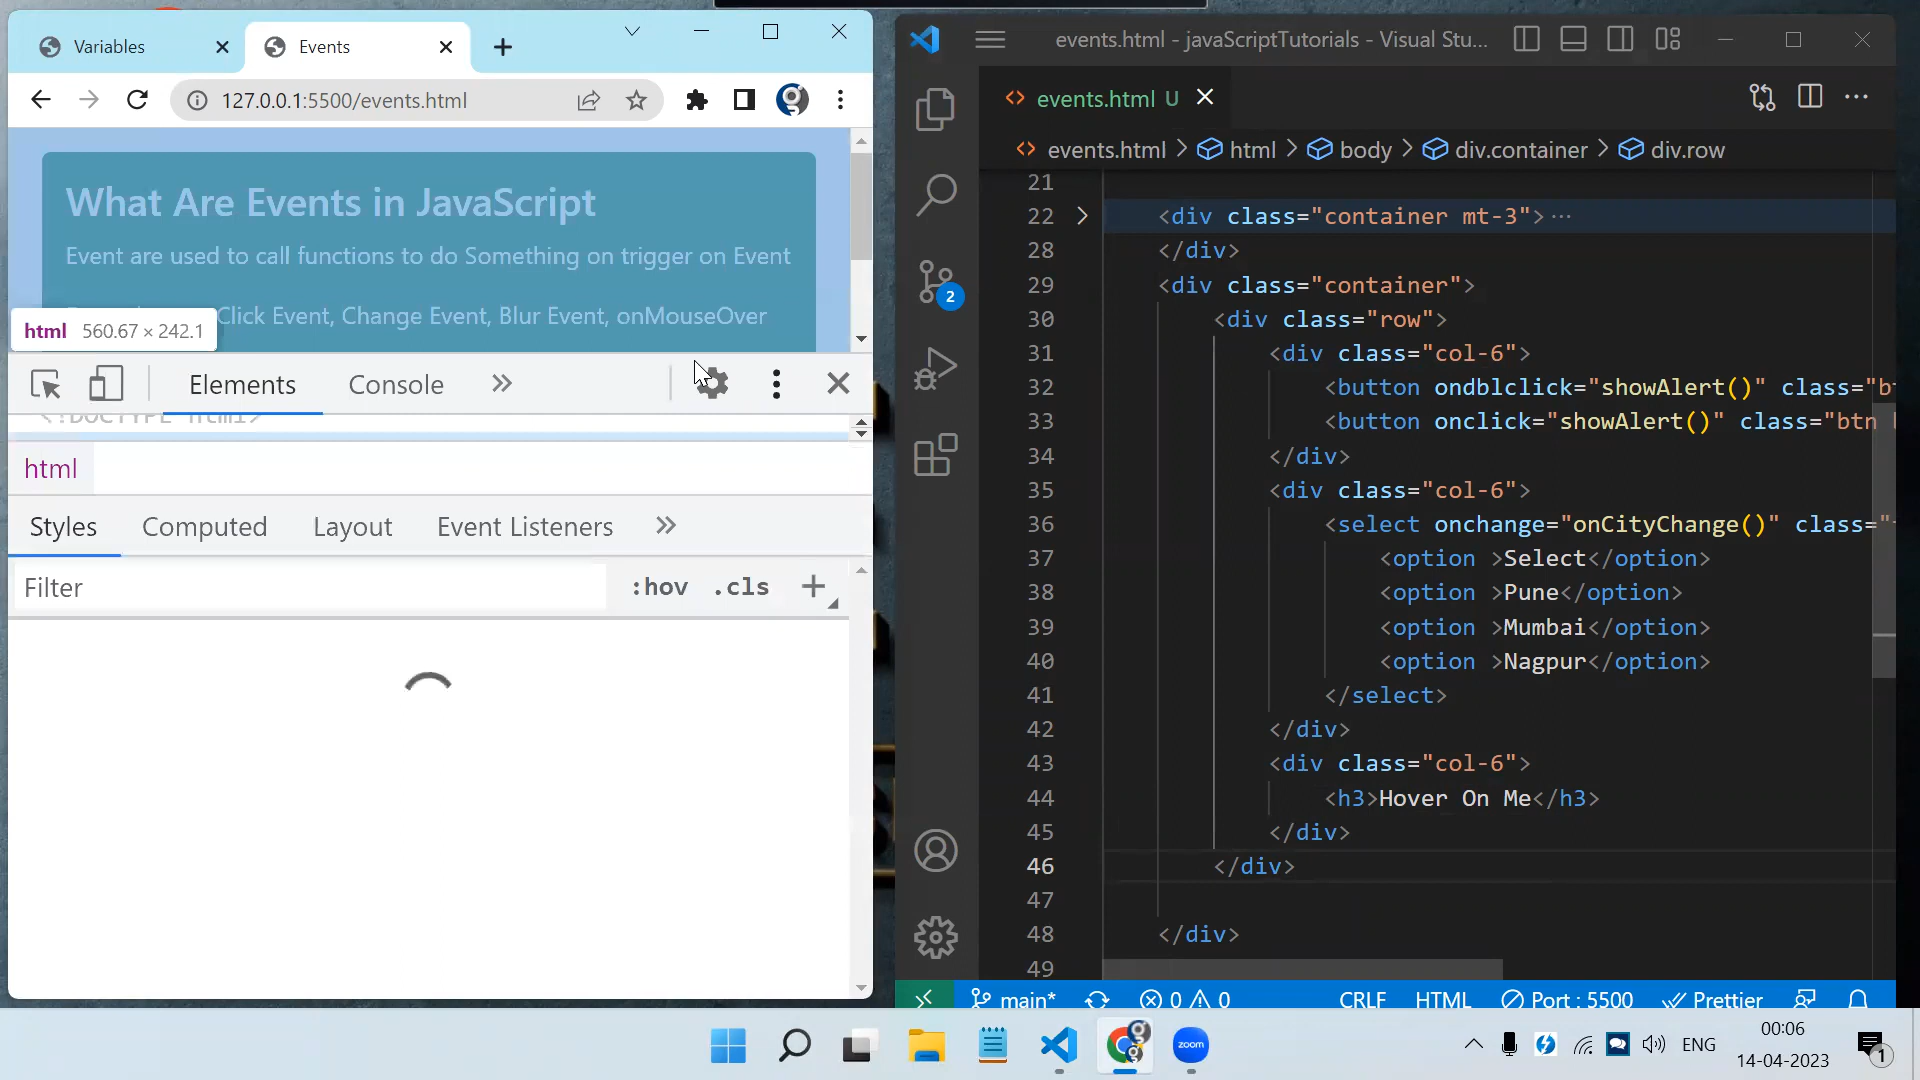 Variables
Events
127.0.0.1:5500/events.html
What Are Events in JavaScript
Event are used to call functions to do Something on trigger on Event
Click Event, Change Event, Blur Event, onMouseOver
html 560.67 × 242.1
Elements
Console
<!DOCTYPE html>
html
Styles
Computed
Layout
Event Listeners
Filter
:hov
.cls
events.html - javaScriptTutorials - Visual Stu...
events.html U
events.html > html > body > div.container > div.row
21
22 <div class="container mt-3">...
28 </div>
29 <div class="container">
30 <div class="row">
31 <div class="col-6">
32 <button ondblclick="showAlert()" class="bt
33 <button onclick="showAlert()" class="btn
34 </div>
35 <div class="col-6">
36 <select onchange="onCityChange()" class="
37 <option >Select</option>
38 <option >Pune</option>
39 <option >Mumbai</option>
40 <option >Nagpur</option>
41 </select>
42 </div>
43 <div class="col-6">
44 <h3>Hover On Me</h3>
45 </div>
46 </div>
47
48 </div>
49
2
main*
0
0
CRLF
HTML
Port : 5500
Prettier
zoom
ENG
00:06
14-04-2023
1